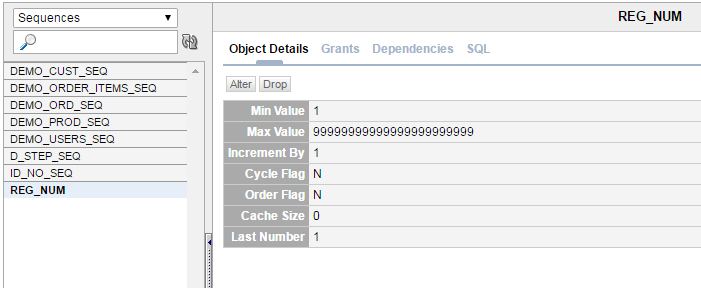 Sequences
REG_NUM
Object Details Grants Dependencies SQL
DEMO_CUST_SEQ
DEMO_ORDER_ITEMS_SEQ
DEMO_ORD_SEQ
DEMO_PROD_SEQ
DEMO_USERS_SEQ
D_STEP_SEQ
ID_NO_SEQ
REG_NUM
Alter Drop
Min Value 1
Max Value 9999999999999999999999999
Increment By 1
Cycle Flag N
Order Flag N
Cache Size 0
Last Number 1